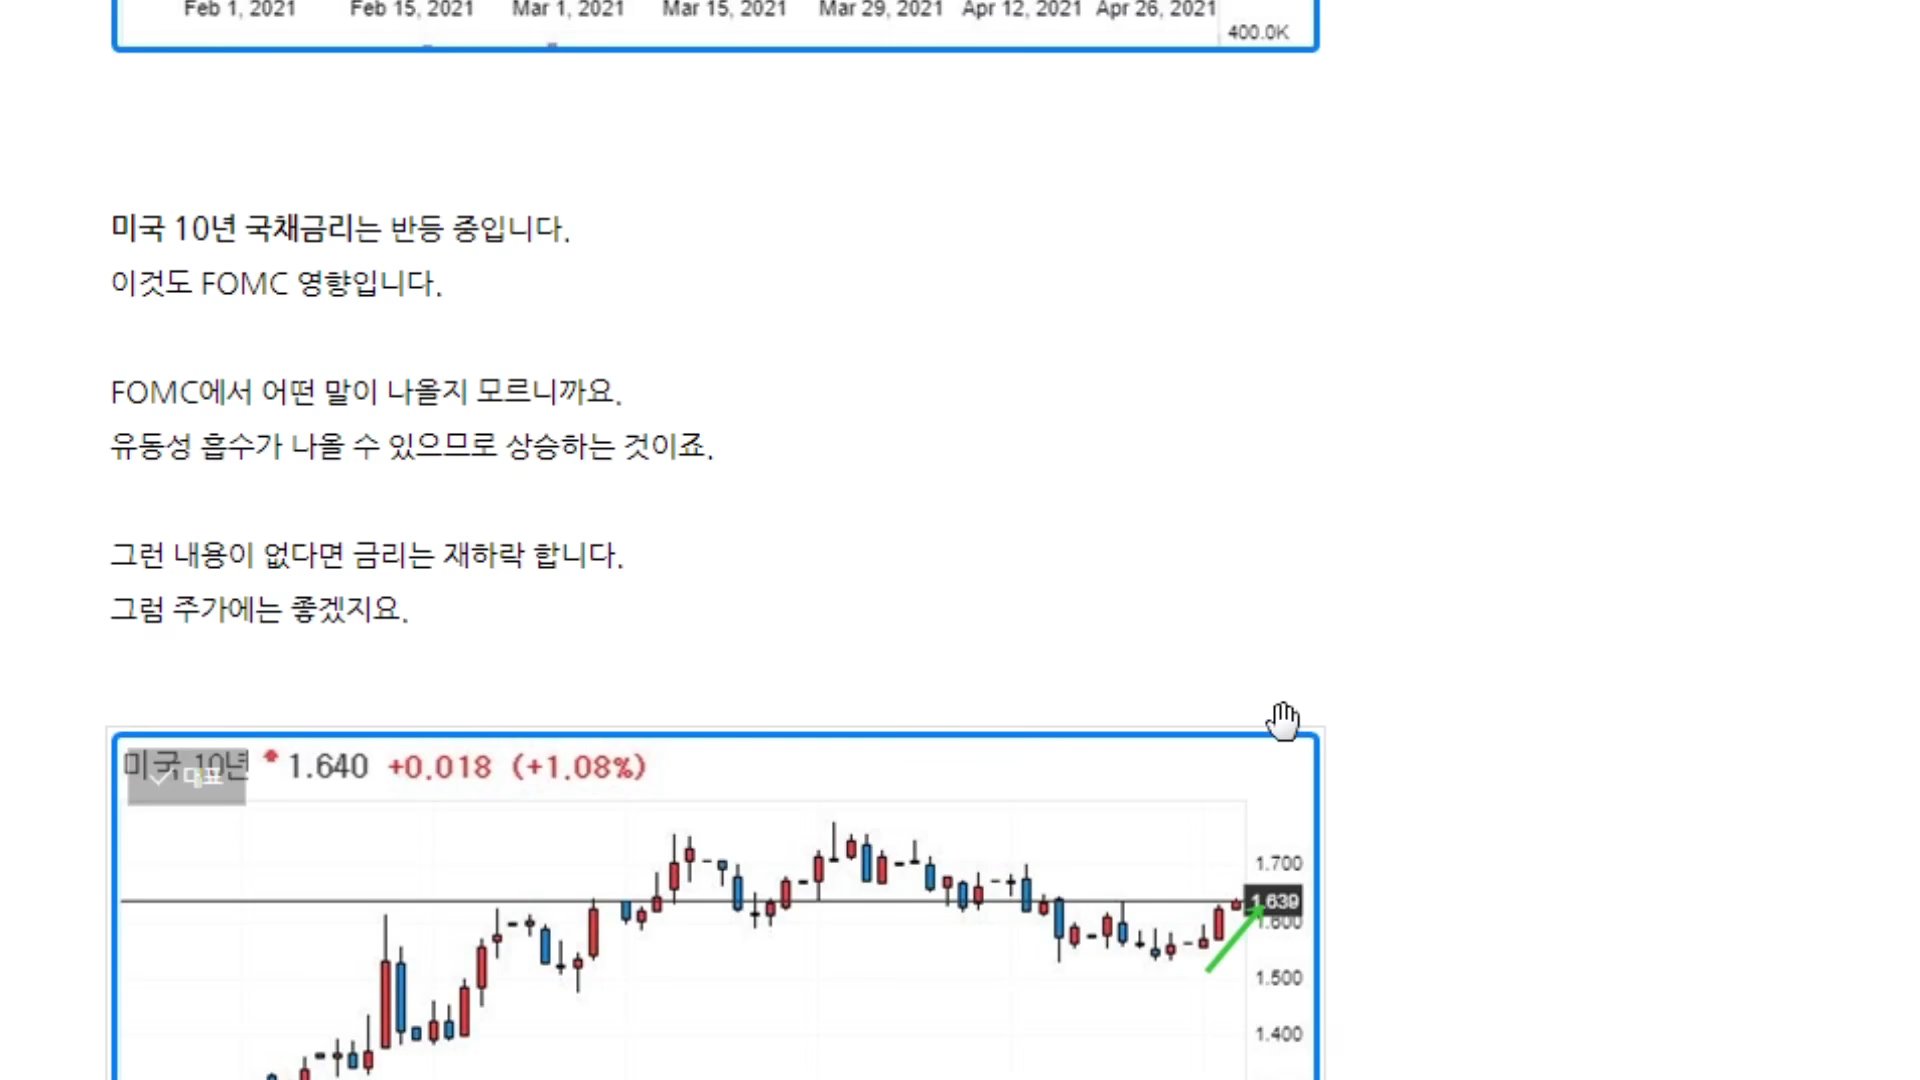 Feb 1, 2021 Feb 15, 2021 Mar 1, 2021 Mar 15, 2021 Mar 29, 2021 Apr 12, 2021 Apr 26, 2021
400.0K
미국 10년 국채금리는 반등 중입니다.
이것도 FOMC 영향입니다.
FOMC에서 어떤 말이 나올지 모르니까요.
유동성 흡수가 나올 수 있으므로 상승하는 것이죠.
그런 내용이 없다면 금리는 재하락 합니다.
그럼 주가에는 좋겠지요.
미국 10년 1.640 +0.018 (+1.08%)
대표
1.700
1.639
1.600
1.500
1.400